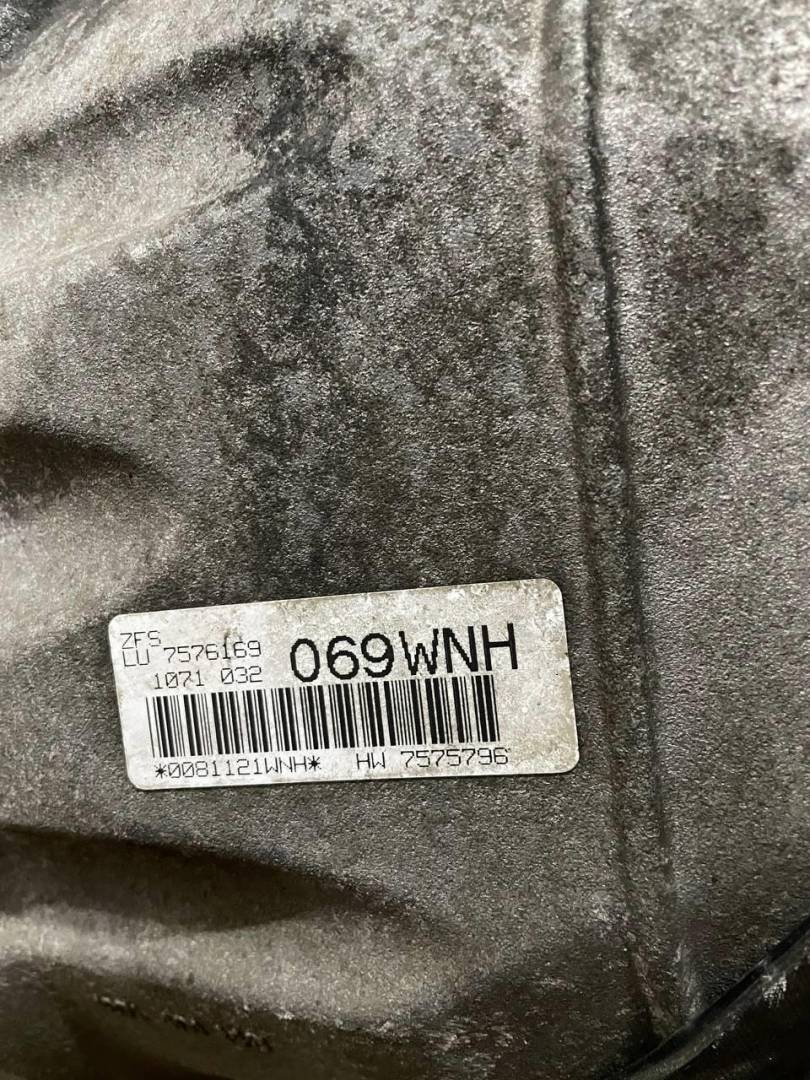 ZFS
LU 7576169
1071 032
069WNH
*0081121WNH* HW 7575796